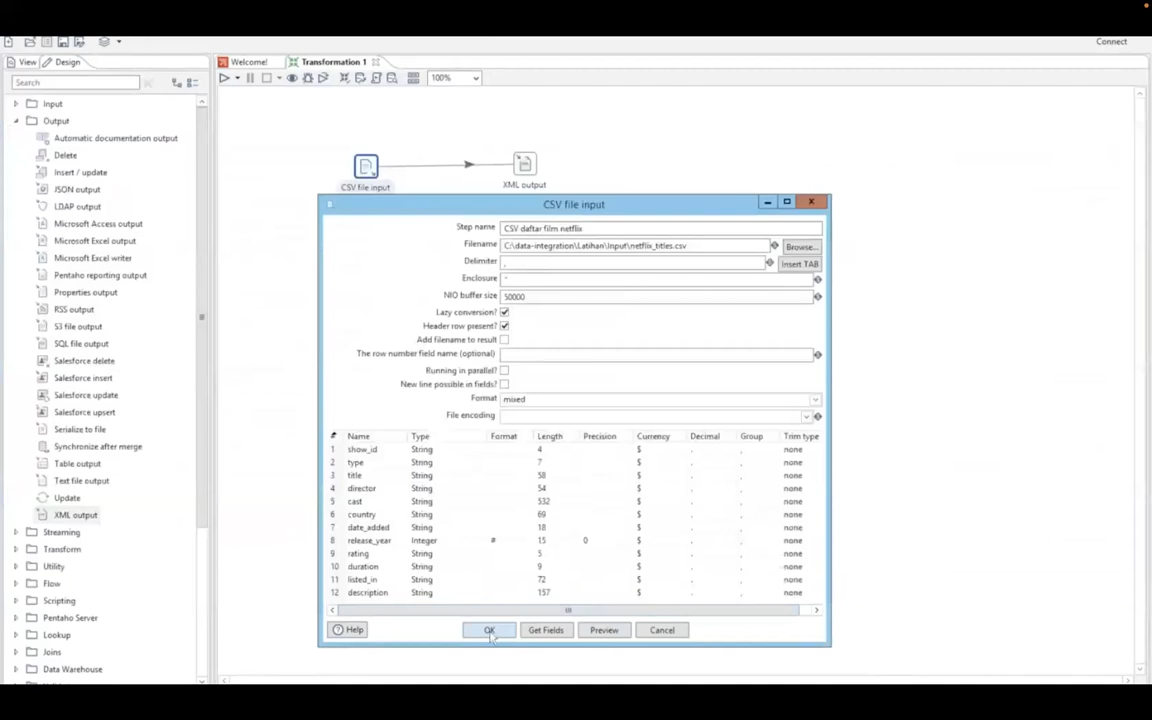 Connect
View
Design
Welcome!
Transformation 1
Search
100%
Input
Output
Automatic documentation output
Delete
Insert / update
JSON output
LDAP output
Microsoft Access output
Microsoft Excel output
Microsoft Excel writer
Pentaho reporting output
Properties output
RSS output
S3 file output
SQL file output
Salesforce delete
Salesforce insert
Salesforce update
Salesforce upsert
Serialize to file
Synchronize after merge
Table output
Text file output
Update
XML output
Streaming
Transform
Utility
Flow
Scripting
Pentaho Server
Lookup
Joins
Data Warehouse
CSV file input
XML output
CSV file input
Step name CSV daftar film netflix
Filename C:\data-integration\Latihan\Input\netflix_titles.csv Browse...
Delimiter , Insert TAB
Enclosure "
NIO buffer size 50000
Lazy conversion?
Header row present?
Add filename to result
The row number field name (optional)
Running in parallel?
New line possible in fields?
Format mixed
File encoding
# Name Type Format Length Precision Currency Decimal Group Trim type
1 show_id String 4 $ . , none
2 type String 7 $ . , none
3 title String 58 $ . , none
4 director String 54 $ . , none
5 cast String 532 $ . , none
6 country String 69 $ . , none
7 date_added String 18 $ . , none
8 release_year Integer # 15 0 $ . , none
9 rating String 5 $ . , none
10 duration String 9 $ . , none
11 listed_in String 72 $ . , none
12 description String 157 $ . , none
Help OK Get Fields Preview Cancel